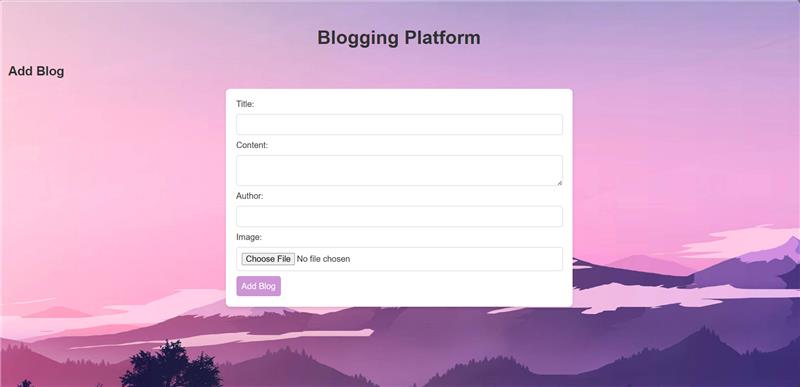 Blogging Platform
Add Blog
Title:
Content:
Author:
Image:
Choose File No file chosen
Add Blog